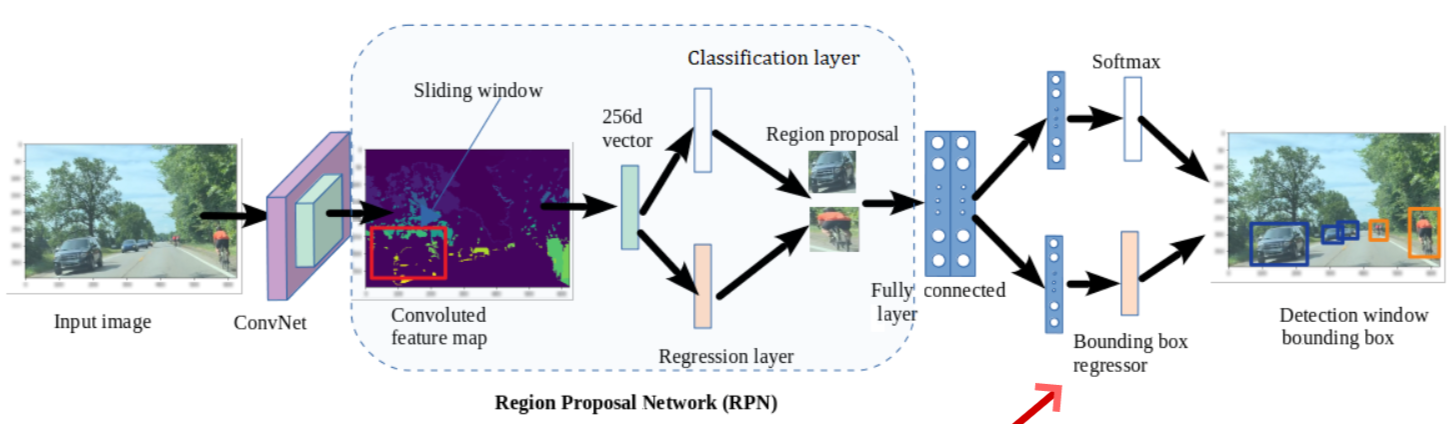 Classification layer
Sliding window
256d
vector
Region proposal
Softmax
Input image
ConvNet
Convoluted
feature map
Regression layer
Fully connected
layer
Bounding box
regressor
Detection window
bounding box
Region Proposal Network (RPN)